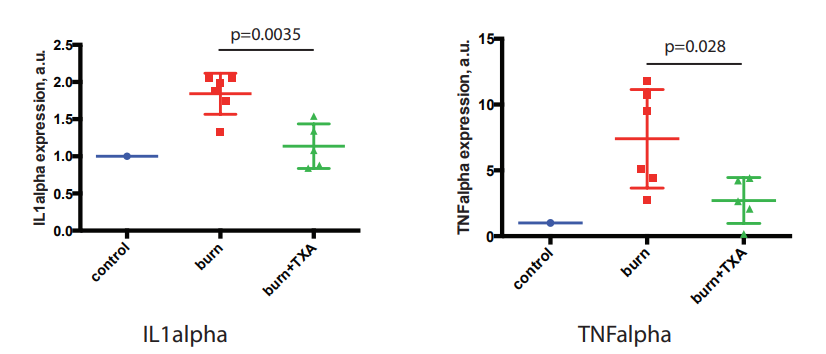 p=0.0035
IL1alpha expression, a.u.
2.5
2.0
1.5
1.0
0.5
0.0
control
burn
burn+TXA
IL1alpha
p=0.028
TNFalpha expression, a.u.
15
10
5
0
control
burn
burn+TXA
TNFalpha